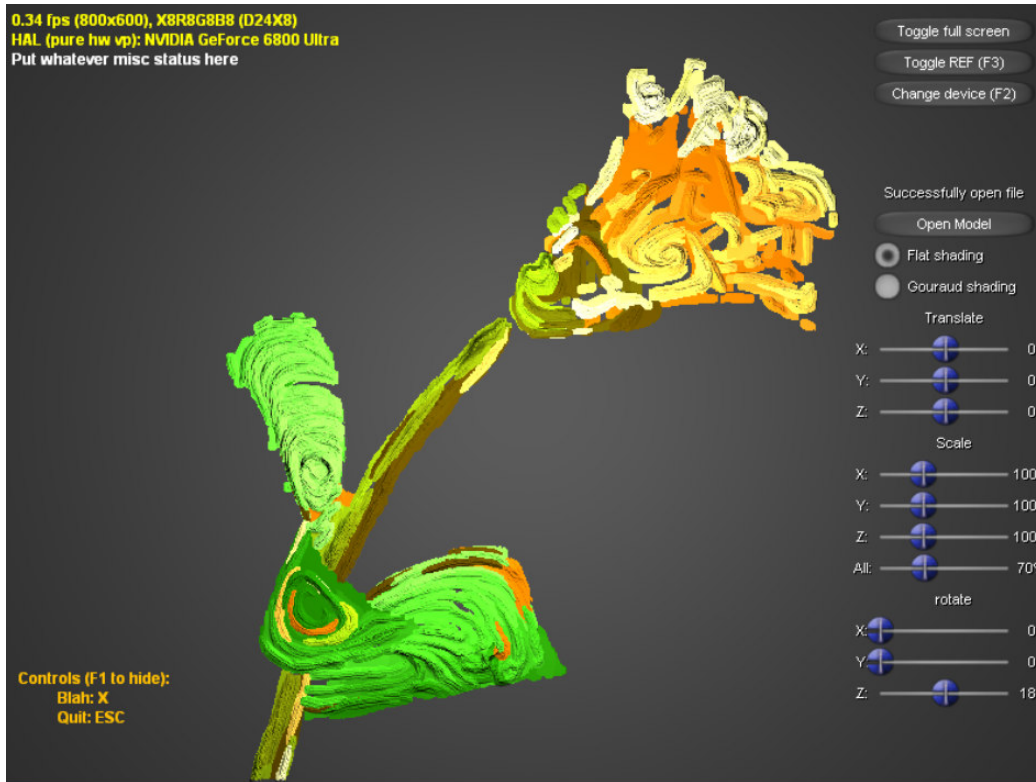 0.34 fps (800x600), X8R8G8B8 (D24X8)
HAL (pure hw vp): NVIDIA GeForce 6800 Ultra
Put whatever misc status here
Toggle full screen
Toggle REF (F3)
Change device (F2)
Successfully open file
Open Model
Flat shading
Gouraud shading
Translate
X: 0
Y: 0
Z: 0
Scale
X: 100
Y: 100
Z: 100
All: 70
rotate
X: 0
Y: 0
Z: 18
Controls (F1 to hide):
Blah: X
Quit: ESC